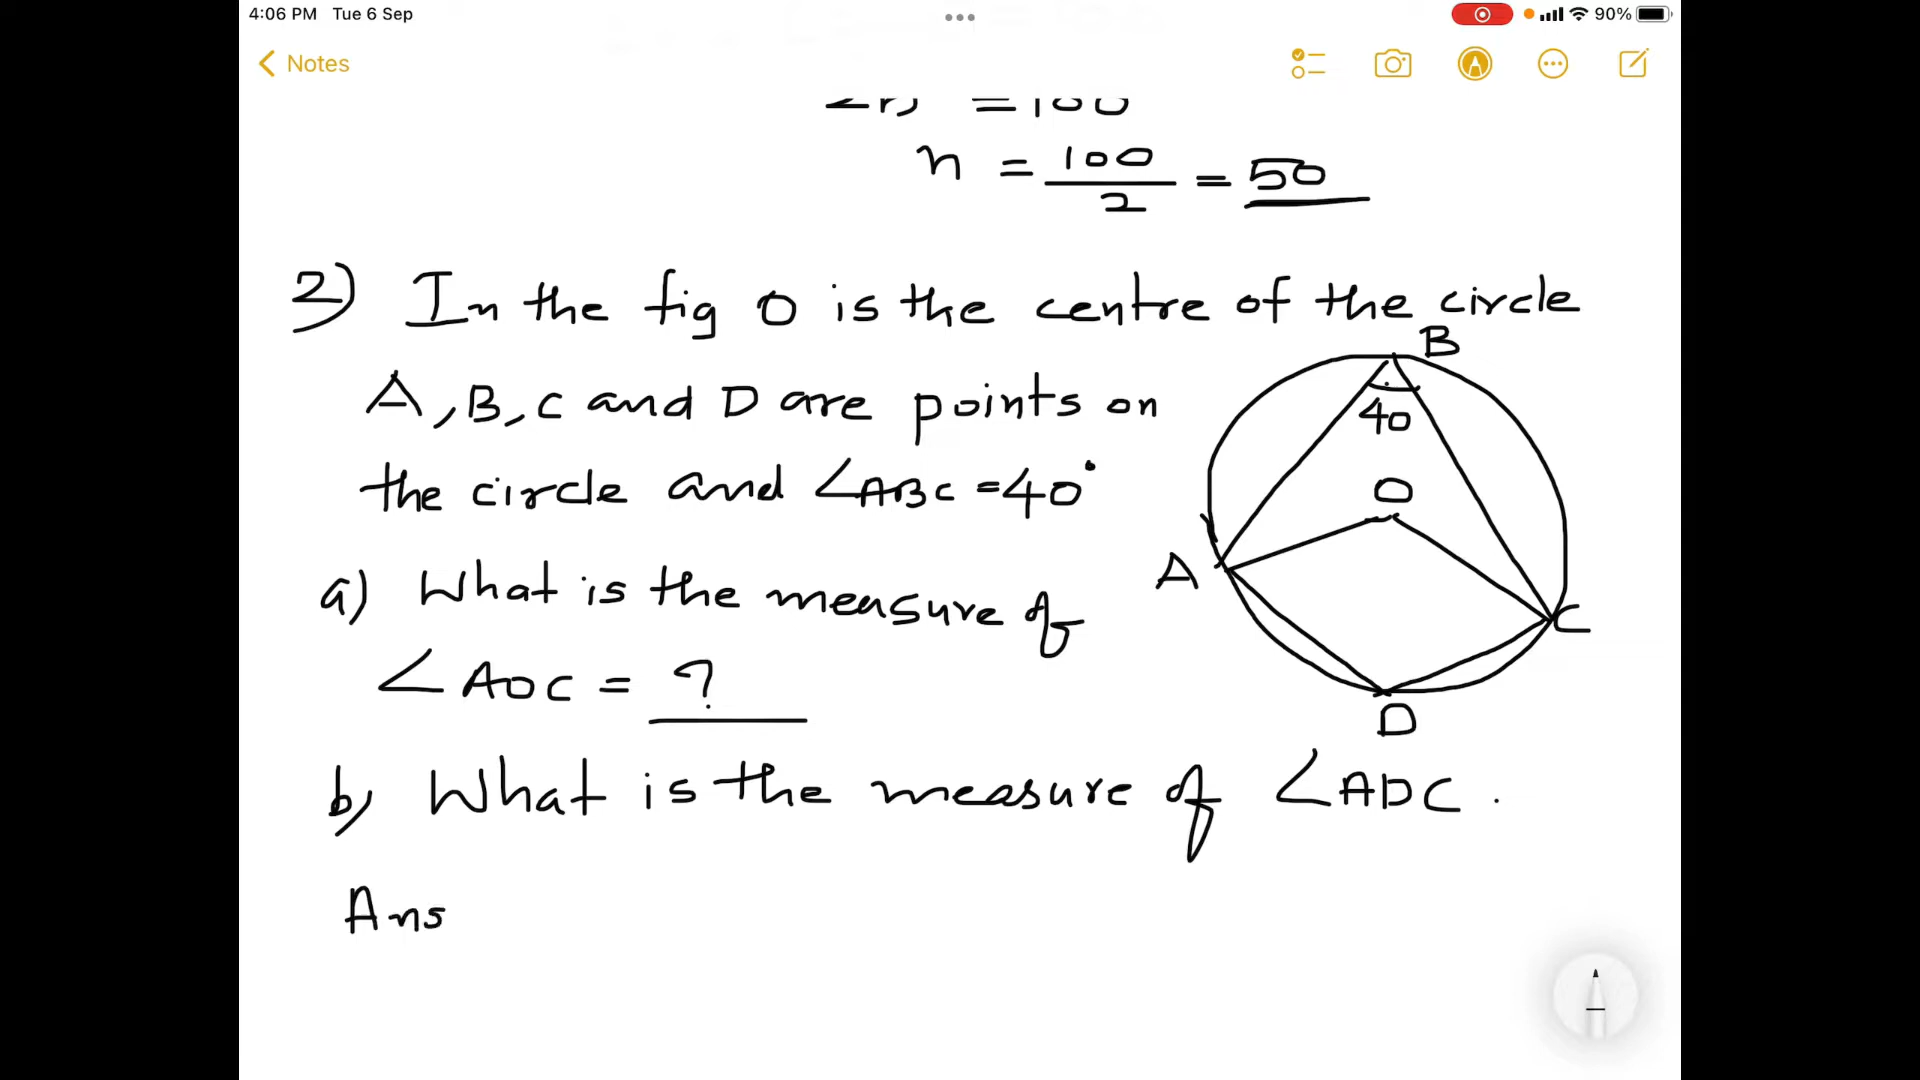 4:06 PM Tue 6 Sep
90%
Notes
n = 100/2 = 50
2) In the fig O is the centre of the circle
A, B, C and D are points on
the circle and ∠ABC = 40°
a) What is the measure of
∠AOC = ?
b) What is the measure of ∠ADC.
Ans
B
40
O
A
C
D